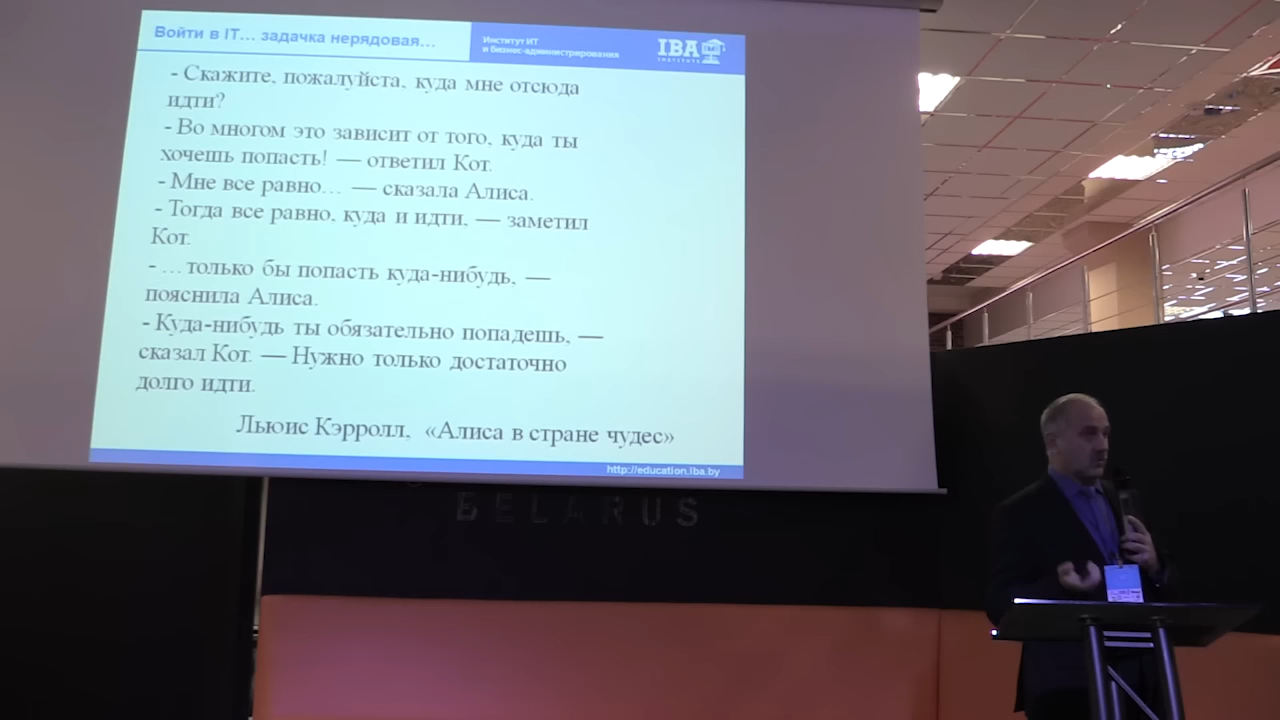 Войти в IT... задачка нерядовая...
Институт ИТ
и бизнес-администрирования
IBA
INSTITUTE
- Скажите, пожалуйста, куда мне отсюда
идти?
- Во многом это зависит от того, куда ты
хочешь попасть! — ответил Кот.
- Мне все равно... — сказала Алиса.
- Тогда все равно, куда и идти, — заметил
Кот.
- ... только бы попасть куда-нибудь, —
пояснила Алиса.
- Куда-нибудь ты обязательно попадешь, —
сказал Кот. — Нужно только достаточно
долго идти.
Льюис Кэрролл, «Алиса в стране чудес»
http://education.iba.by
BELARUS